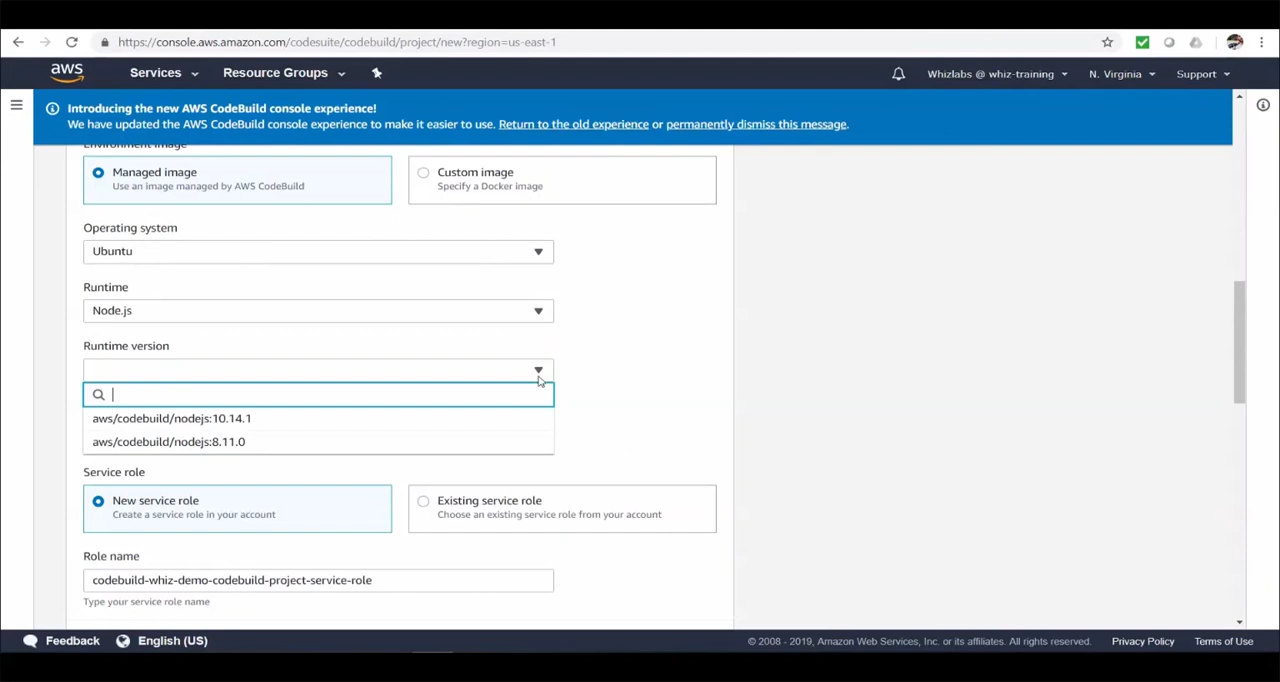 https://console.aws.amazon.com/codesuite/codebuild/project/new?region=us-east-1
aws
Services
Resource Groups
Whizlabs @ whiz-training
N. Virginia
Support
Introducing the new AWS CodeBuild console experience!
We have updated the AWS CodeBuild console experience to make it easier to use. Return to the old experience or permanently dismiss this message.
Environment image
Managed image
Use an image managed by AWS CodeBuild
Custom image
Specify a Docker image
Operating system
Ubuntu
Runtime
Node.js
Runtime version
aws/codebuild/nodejs:10.14.1
aws/codebuild/nodejs:8.11.0
Service role
New service role
Create a service role in your account
Existing service role
Choose an existing service role from your account
Role name
codebuild-whiz-demo-codebuild-project-service-role
Type your service role name
Feedback
English (US)
© 2008 - 2019, Amazon Web Services, Inc. or its affiliates. All rights reserved.
Privacy Policy
Terms of Use